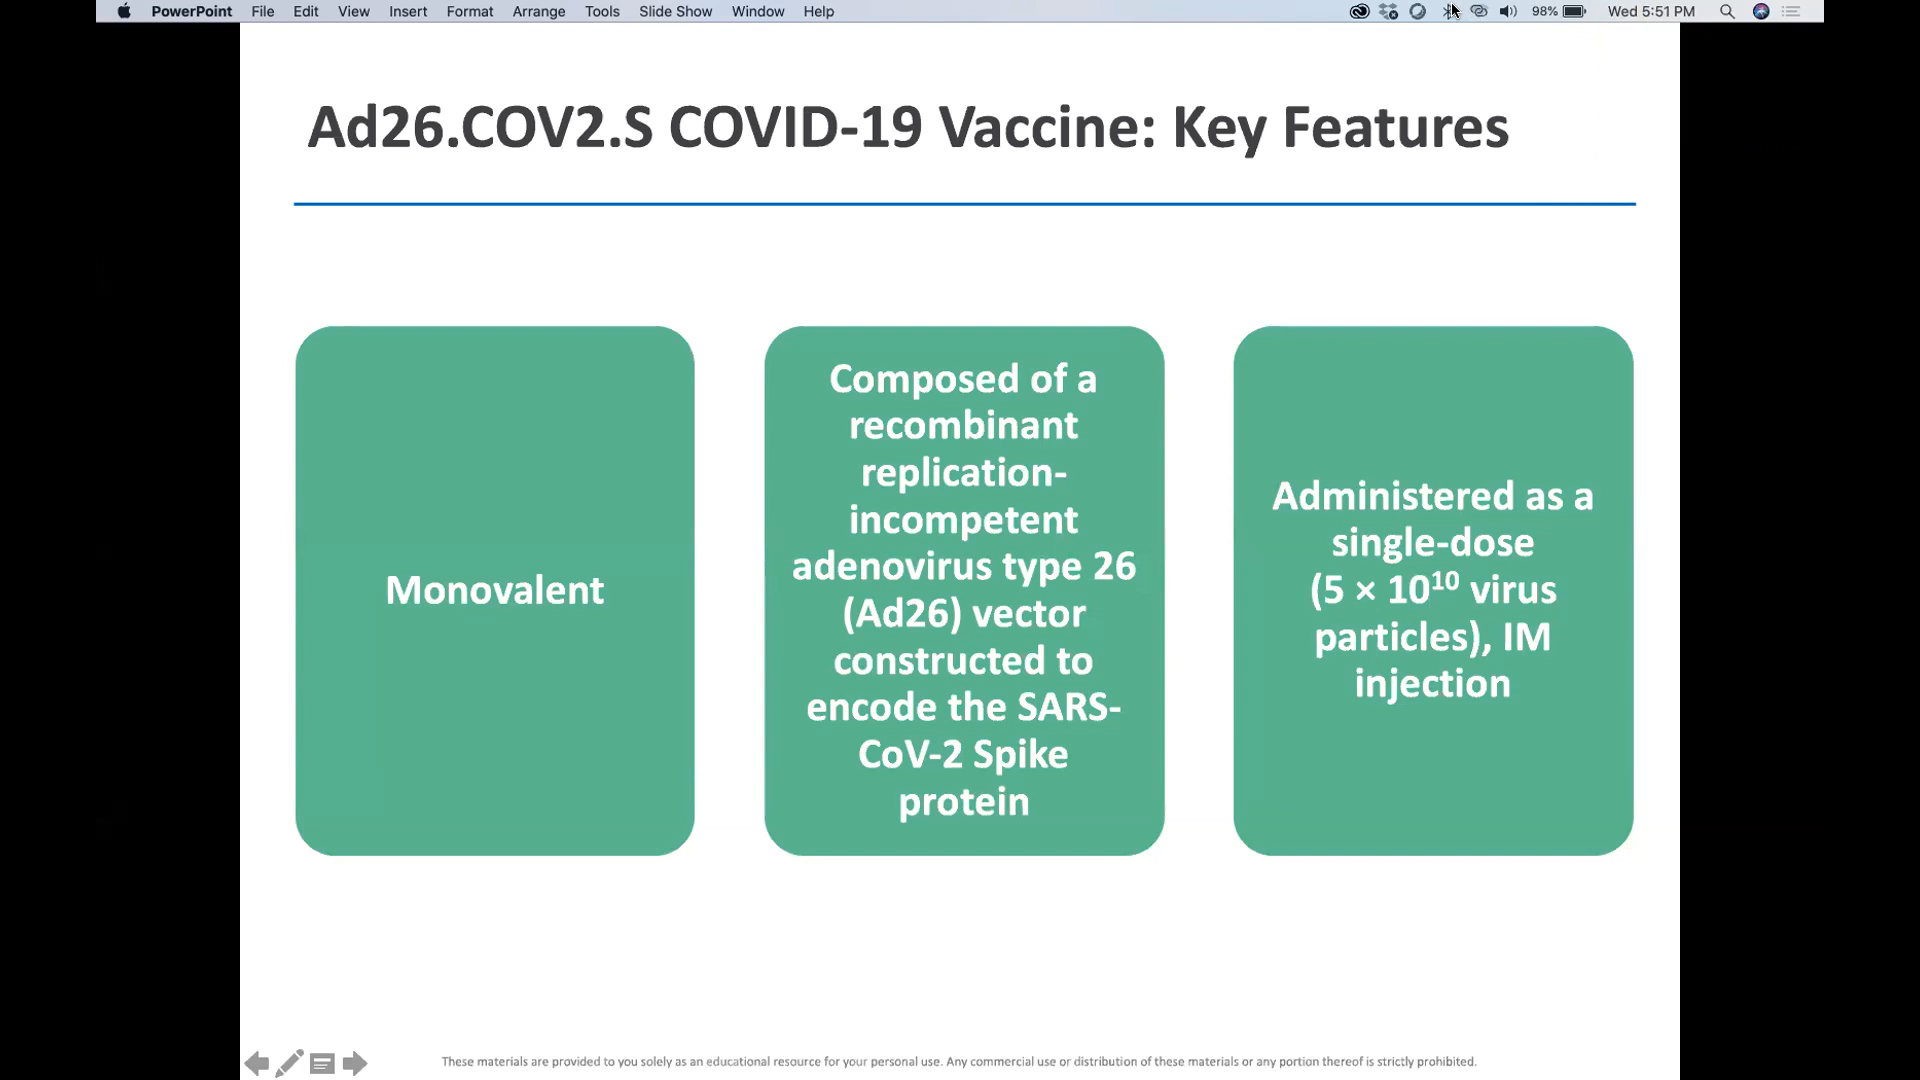 PowerPoint File Edit View Insert Format Arrange Tools Slide Show Window Help 98% Wed 5:51 PM
Ad26.COV2.S COVID-19 Vaccine: Key Features
Monovalent
Composed of a
recombinant
replication-
incompetent
adenovirus type 26
(Ad26) vector
constructed to
encode the SARS-
CoV-2 Spike
protein
Administered as a
single-dose
(5 × 10¹⁰ virus
particles), IM
injection
These materials are provided to you solely as an educational resource for your personal use. Any commercial use or distribution of these materials or any portion thereof is strictly prohibited.